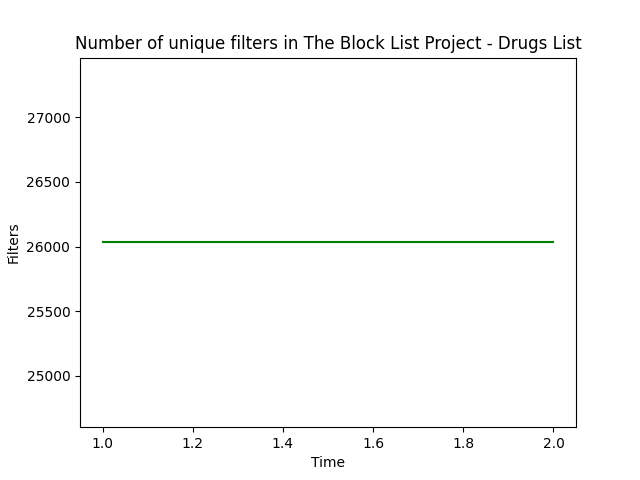 Number of unique filters in The Block List Project - Drugs List
27000
26500
26000
25500
25000
Filters
1.0 1.2 1.4 1.6 1.8 2.0
Time